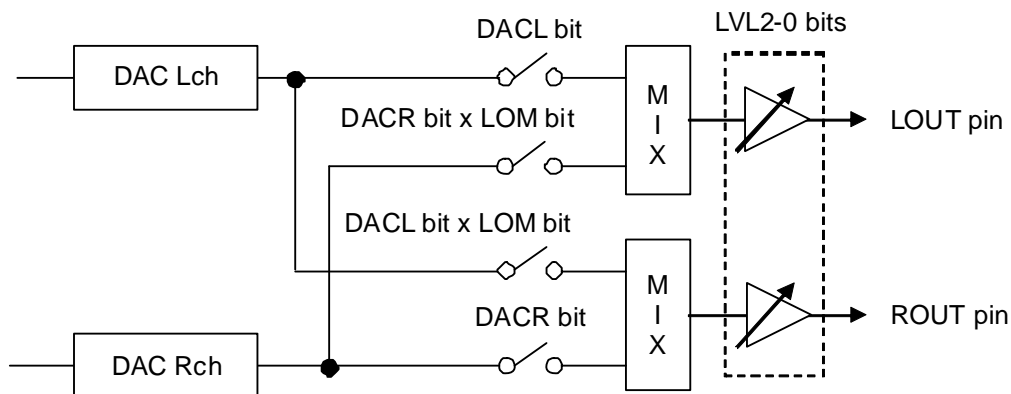 DACL bit
LVL2-0 bits
DAC Lch
M
I
X
DACR bit x LOM bit
LOUT pin
DACL bit x LOM bit
M
I
X
DACR bit
ROUT pin
DAC Rch